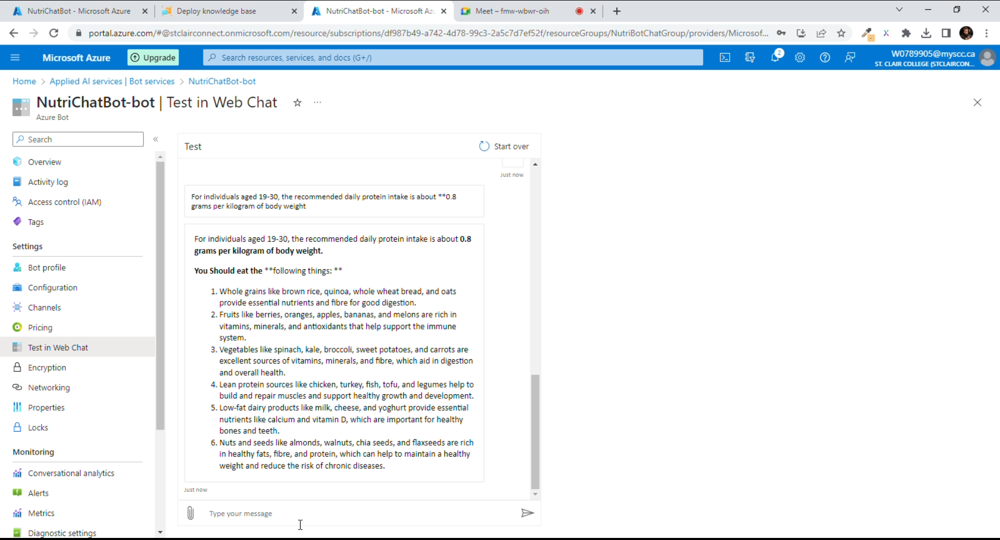 NutriChatBot - Microsoft Azure
Deploy knowledge base
NutriChatBot-bot - Microsoft Az
Meet – fmw-wbwr-oih
portal.azure.com/#@stclairconnect.onmicrosoft.com/resource/subscriptions/df987b49-a742-4d78-99c3-2a5c7d7ef52f/resourceGroups/NutriBotChatGroup/providers/Microsof...
Microsoft Azure
Upgrade
Search resources, services, and docs (G+/)
2
W0789905@myscc.ca
ST. CLAIR COLLEGE (STCLAIRCON...
Home > Applied AI services | Bot services > NutriChatBot-bot
NutriChatBot-bot | Test in Web Chat
Azure Bot
Search
Overview
Activity log
Access control (IAM)
Tags
Settings
Bot profile
Configuration
Channels
Pricing
Test in Web Chat
Encryption
Networking
Properties
Locks
Monitoring
Conversational analytics
Alerts
Metrics
Diagnostic settings
Test
Start over
Just now
For individuals aged 19-30, the recommended daily protein intake is about **0.8
grams per kilogram of body weight
For individuals aged 19-30, the recommended daily protein intake is about 0.8
grams per kilogram of body weight.
You Should eat the **following things: **
1. Whole grains like brown rice, quinoa, whole wheat bread, and oats
provide essential nutrients and fibre for good digestion.
2. Fruits like berries, oranges, apples, bananas, and melons are rich in
vitamins, minerals, and antioxidants that help support the immune
system.
3. Vegetables like spinach, kale, broccoli, sweet potatoes, and carrots are
excellent sources of vitamins, minerals, and fibre, which aid in digestion
and overall health.
4. Lean protein sources like chicken, turkey, fish, tofu, and legumes help to
build and repair muscles and support healthy growth and development.
5. Low-fat dairy products like milk, cheese, and yoghurt provide essential
nutrients like calcium and vitamin D, which are important for healthy
bones and teeth.
6. Nuts and seeds like almonds, walnuts, chia seeds, and flaxseeds are rich
in healthy fats, fibre, and protein, which can help to maintain a healthy
weight and reduce the risk of chronic diseases.
Just now
Type your message